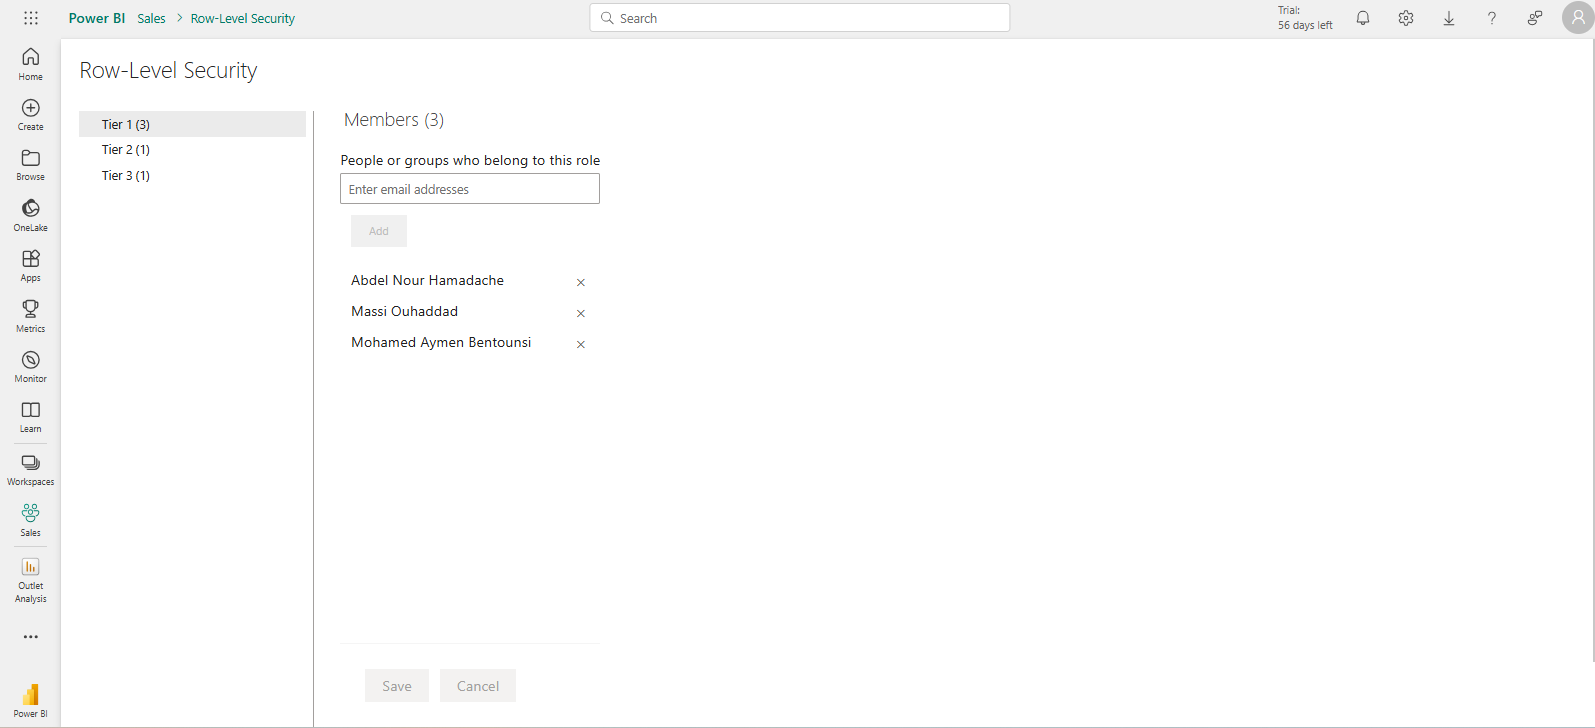 Power BI Sales > Row-Level Security
Search
Trial:
56 days left
Home
Create
Browse
OneLake
Apps
Metrics
Monitor
Learn
Workspaces
Sales
Outlet
Analysis
Power BI
Row-Level Security
Tier 1 (3)
Tier 2 (1)
Tier 3 (1)
Members (3)
People or groups who belong to this role
Enter email addresses
Add
Abdel Nour Hamadache
Massi Ouhaddad
Mohamed Aymen Bentounsi
Save Cancel